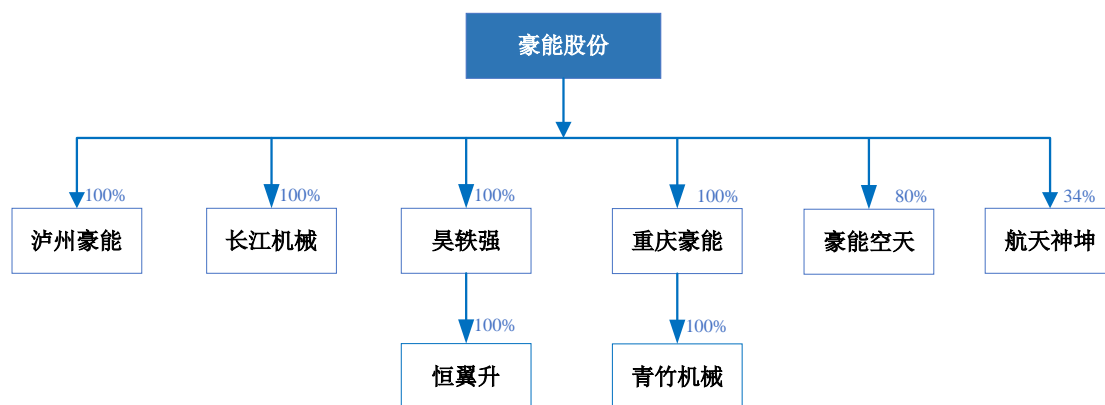 豪能股份
100%
100%
100%
100%
80%
34%
泸州豪能
长江机械
昊轶强
重庆豪能
豪能空天
航天神坤
100%
100%
恒翼升
青竹机械